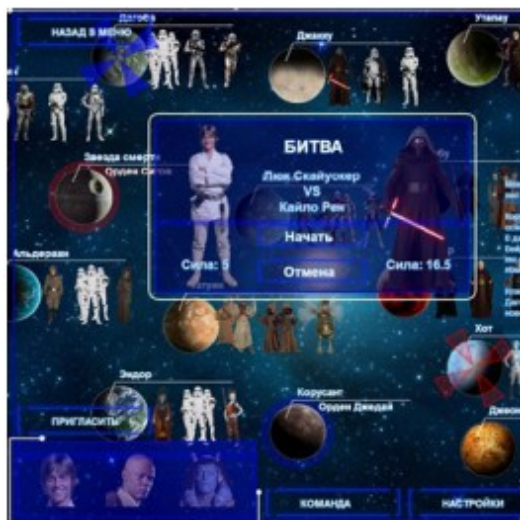 Дагоба
НАЗАД В МЕНЮ
Джакку
Утапау
БИТВА
Звезда смерти
Орден Ситов
Люк Скайуокер
VS
Кайло Рен
Начать
Сила: 5
Отмена
Сила: 16.5
Альдераан
Хот
Эндор
Корусант
Орден Джедай
ПРИГЛАСИТЬ
КОМАНДА
НАСТРОЙКИ